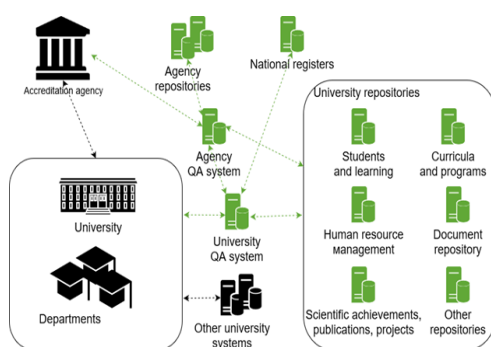 Accreditation agency
Agency
repositories
National registers
University repositories
Agency
QA system
Students
and learning
Curricula
and programs
University
University
QA system
Human resource
мanagement
Document
repository
Departments
Other university
systems
Scientific achievements,
publications, projects
Other
repositories